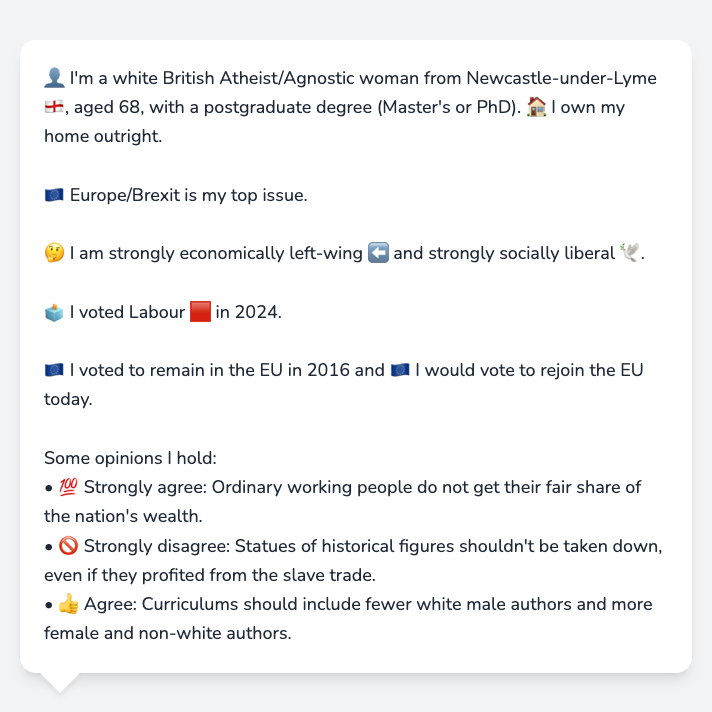 👤 I'm a white British Atheist/Agnostic woman from Newcastle-under-Lyme
🏴󠁧󠁢󠁥󠁮󠁧󠁿, aged 68, with a postgraduate degree (Master's or PhD). 🏠 I own my
home outright.
🇪🇺 Europe/Brexit is my top issue.
🤔 I am strongly economically left-wing ⬅️ and strongly socially liberal 🕊️.
🗳️ I voted Labour 🟥 in 2024.
🇪🇺 I voted to remain in the EU in 2016 and 🇪🇺 I would vote to rejoin the EU
today.
Some opinions I hold:
• 💯 Strongly agree: Ordinary working people do not get their fair share of
the nation's wealth.
• 🚫 Strongly disagree: Statues of historical figures shouldn't be taken down,
even if they profited from the slave trade.
• 👍 Agree: Curriculums should include fewer white male authors and more
female and non-white authors.